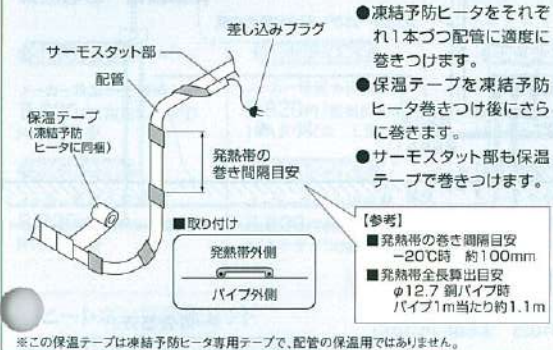 差し込みプラグ
サーモスタット部
配管
保温テープ
(凍結予防
ヒータに同梱)
発熱帯の
巻き間隔目安
■取り付け
発熱帯外側
パイプ外側
●凍結予防ヒータをそれぞ
れ1本づつ配管に適度に
巻きつけます。
●保温テープを凍結予防
ヒータ巻きつけ後にさら
に巻きます。
●サーモスタット部も保温
テープで巻きつけます。
【参考】
■発熱帯の巻き間隔目安
－20℃時 約100mm
■発熱帯全長算出目安
φ12.7 銅パイプ時
パイプ1m当たり約1.1m
※この保温テープは凍結予防ヒータ専用テープで、配管の保温用ではありません。